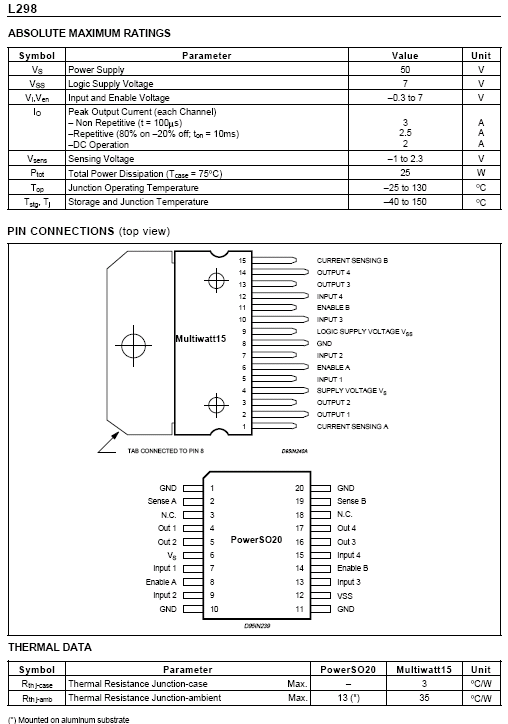 L298
ABSOLUTE MAXIMUM RATINGS
Symbol Parameter Value Unit
VS Power Supply 50 V
VSS Logic Supply Voltage 7 V
VI,Ven Input and Enable Voltage –0.3 to 7 V
IO Peak Output Current (each Channel)
– Non Repetitive (t = 100μs) 3 A
–Repetitive (80% on –20% off; ton = 10ms) 2.5 A
–DC Operation 2 A
Vsens Sensing Voltage –1 to 2.3 V
Ptot Total Power Dissipation (Tcase = 75°C) 25 W
Top Junction Operating Temperature –25 to 130 °C
Tstg, Tj Storage and Junction Temperature –40 to 150 °C
PIN CONNECTIONS (top view)
Multiwatt15
15 CURRENT SENSING B
14 OUTPUT 4
13 OUTPUT 3
12 INPUT 4
11 ENABLE B
10 INPUT 3
9 LOGIC SUPPLY VOLTAGE VSS
8 GND
7 INPUT 2
6 ENABLE A
5 INPUT 1
4 SUPPLY VOLTAGE VS
3 OUTPUT 2
2 OUTPUT 1
1 CURRENT SENSING A
TAB CONNECTED TO PIN 8
D95IN240A
GND 1 20 GND
Sense A 2 19 Sense B
N.C. 3 18 N.C.
Out 1 4 17 Out 4
Out 2 5 PowerSO20 16 Out 3
VS 6 15 Input 4
Input 1 7 14 Enable B
Enable A 8 13 Input 3
Input 2 9 12 VSS
GND 10 11 GND
D95IN239
THERMAL DATA
Symbol Parameter PowerSO20 Multiwatt15 Unit
Rth j-case Thermal Resistance Junction-case Max. – 3 °C/W
Rth j-amb Thermal Resistance Junction-ambient Max. 13 (*) 35 °C/W
(*) Mounted on aluminum substrate